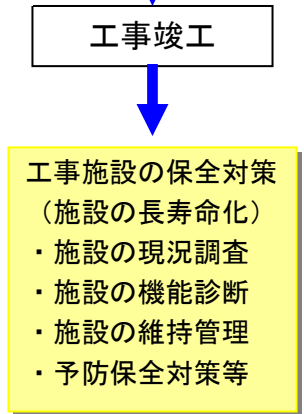 工事竣工
工事施設の保全対策
（施設の長寿命化）
・施設の現況調査
・施設の機能診断
・施設の維持管理
・予防保全対策等